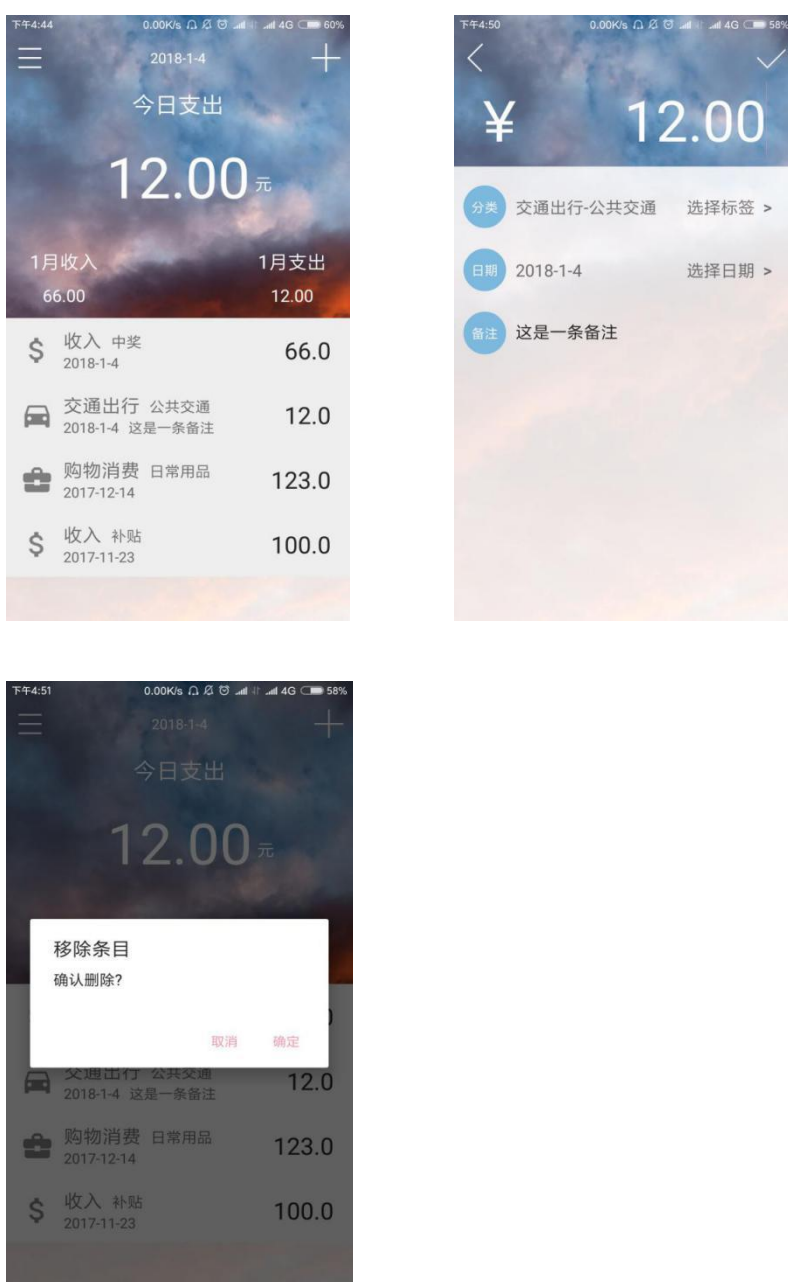 下午4:44 0.00K/s 4G 60%
2018-1-4
今日支出
12.00元
1月收入 1月支出
66.00 12.00
收入 中奖 66.0
2018-1-4
交通出行 公共交通 12.0
2018-1-4 这是一条备注
购物消费 日常用品 123.0
2017-12-14
收入 补贴 100.0
2017-11-23
下午4:50 0.00K/s 4G 58%
¥ 12.00
分类 交通出行-公共交通 选择标签 >
日期 2018-1-4 选择日期 >
备注 这是一条备注
下午4:51 0.00K/s 4G 58%
2018-1-4
今日支出
12.00元
移除条目
确认删除?
取消 确定
交通出行 公共交通 12.0
2018-1-4 这是一条备注
购物消费 日常用品 123.0
2017-12-14
收入 补贴 100.0
2017-11-23